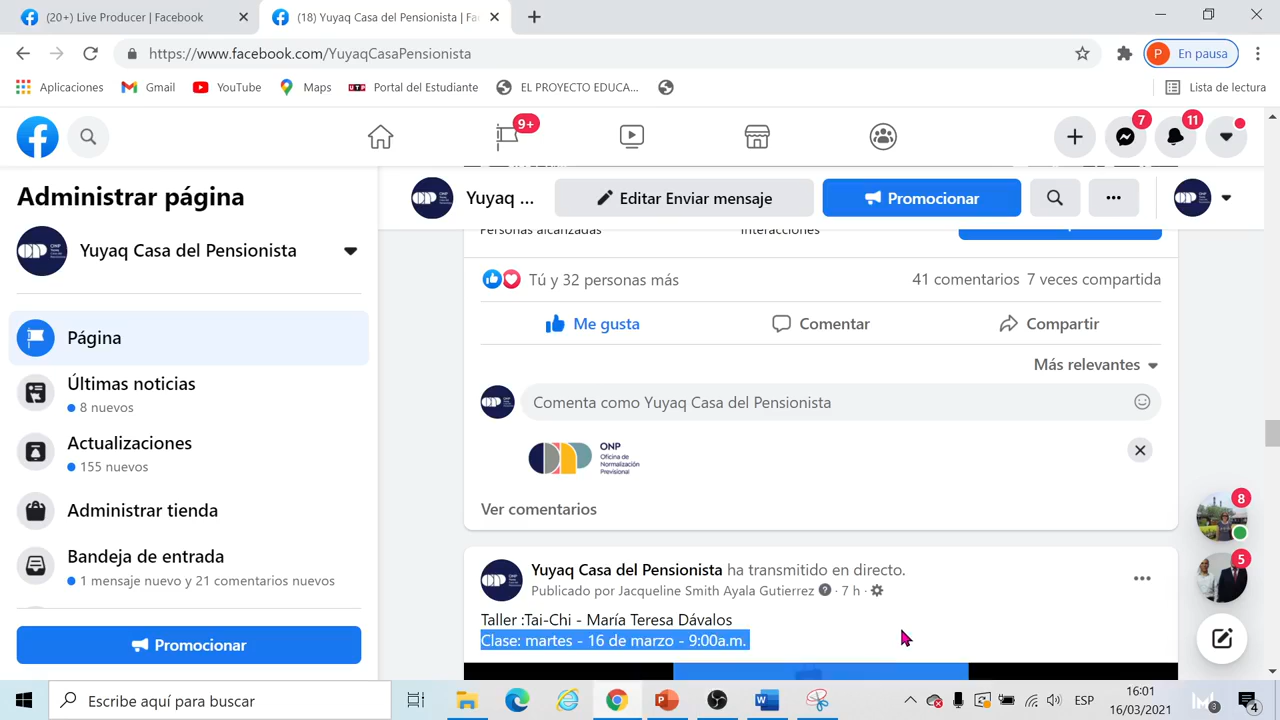 (20+) Live Producer | Facebook
(18) Yuyaq Casa del Pensionista | Fa
https://www.facebook.com/YuyaqCasaPensionista
P En pausa
Aplicaciones
Gmail
YouTube
Maps
Portal del Estudiante
EL PROYECTO EDUCA...
Lista de lectura
9+
7
11
Administrar página
Yuyaq Casa del Pensionista
Página
Últimas noticias
8 nuevos
Actualizaciones
155 nuevos
Administrar tienda
Bandeja de entrada
1 mensaje nuevo y 21 comentarios nuevos
Promocionar
Yuyaq ...
Editar Enviar mensaje
Promocionar
Personas alcanzadas
Interacciones
Tú y 32 personas más
41 comentarios 7 veces compartida
Me gusta
Comentar
Compartir
Más relevantes
Comenta como Yuyaq Casa del Pensionista
ONP
Oficina de
Normalización
Previsional
Ver comentarios
Yuyaq Casa del Pensionista ha transmitido en directo.
Publicado por Jacqueline Smith Ayala Gutierrez · 7 h ·
Taller :Tai-Chi - María Teresa Dávalos
Clase: martes - 16 de marzo - 9:00a.m.
8
5
Escribe aquí para buscar
ESP
16:01
16/03/2021
3
4